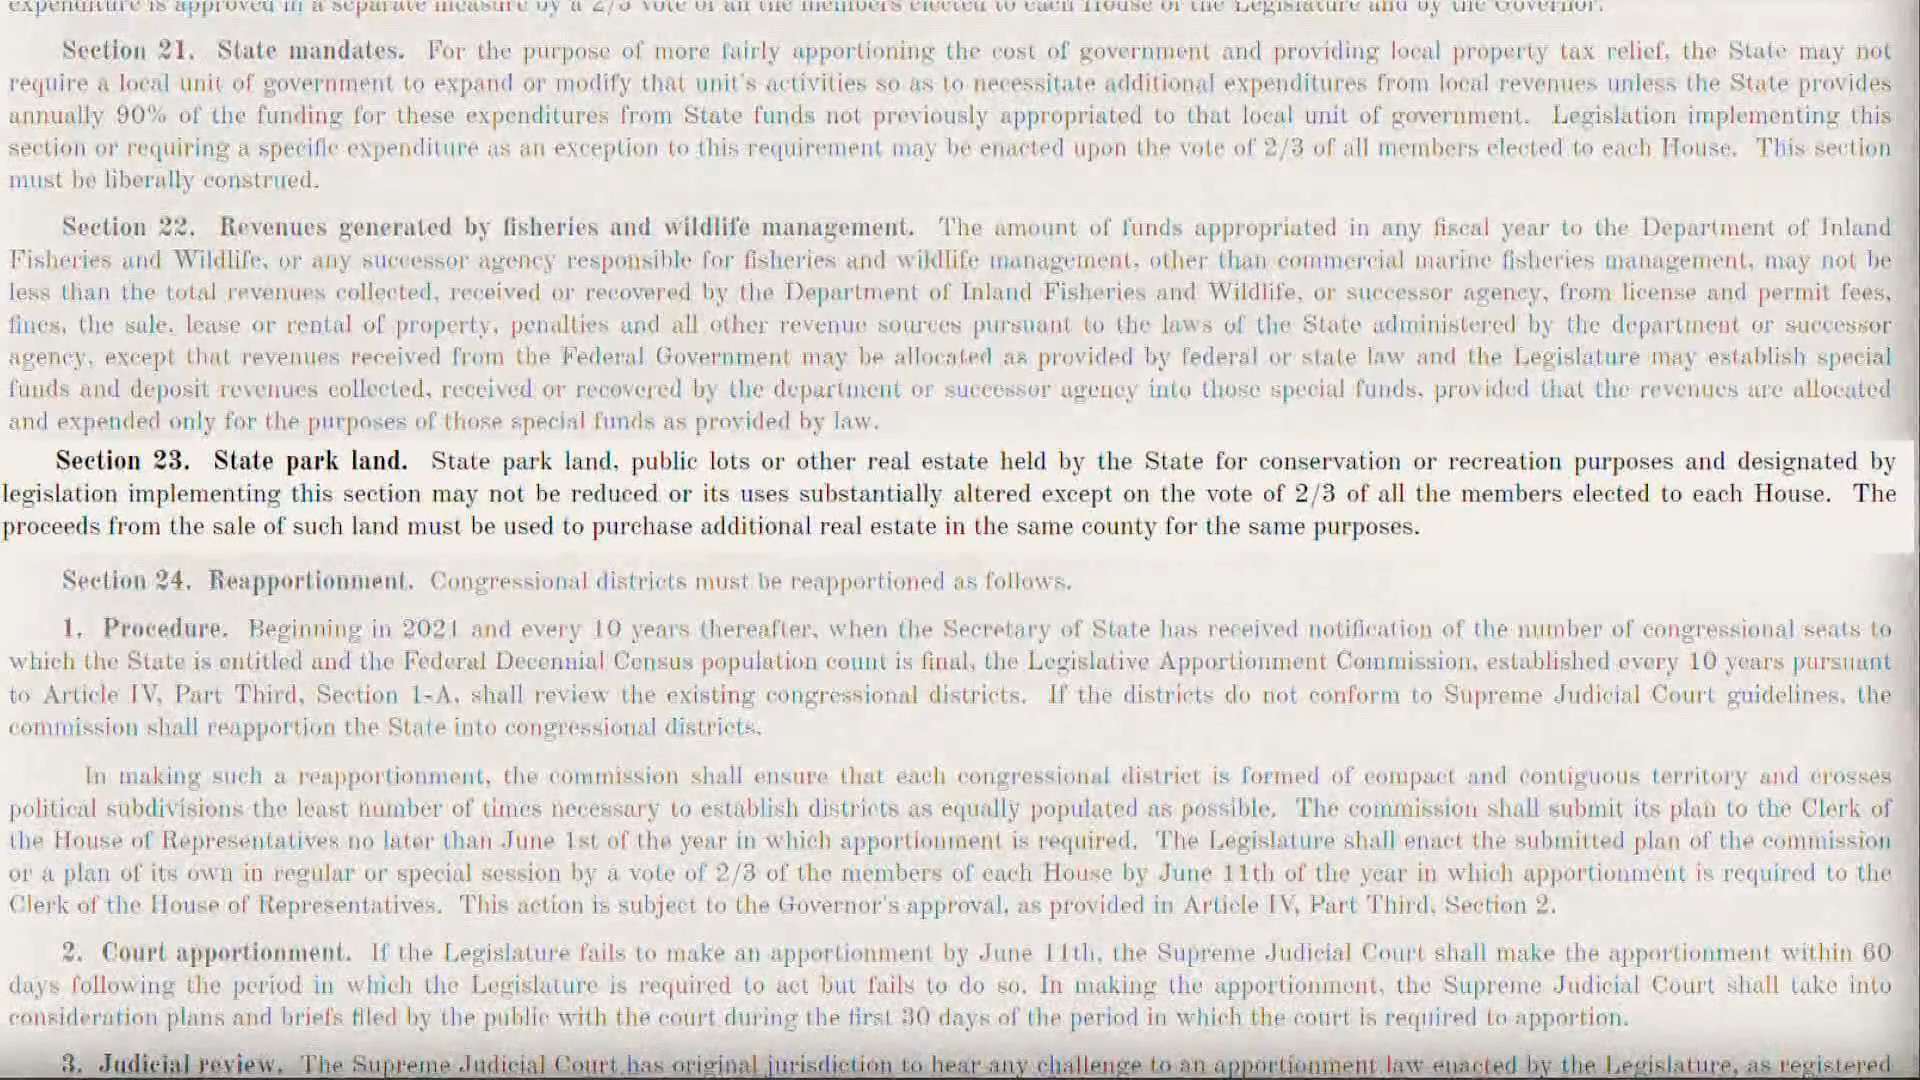 expenditure is approved in a separate measure by a 2/3 vote of all the members elected to each House of the Legislature and by the Governor.
Section 21. State mandates. For the purpose of more fairly apportioning the cost of government and providing local property tax relief, the State may not
require a local unit of government to expand or modify that unit's activities so as to necessitate additional expenditures from local revenues unless the State provides
annually 90% of the funding for these expenditures from State funds not previously appropriated to that local unit of government. Legislation implementing this
section or requiring a specific expenditure as an exception to this requirement may be enacted upon the vote of 2/3 of all members elected to each House. This section
must be liberally construed.
Section 22. Revenues generated by fisheries and wildlife management. The amount of funds appropriated in any fiscal year to the Department of Inland
Fisheries and Wildlife, or any successor agency responsible for fisheries and wildlife management, other than commercial marine fisheries management, may not be
less than the total revenues collected, received or recovered by the Department of Inland Fisheries and Wildlife, or successor agency, from license and permit fees,
fines, the sale, lease or rental of property, penalties and all other revenue sources pursuant to the laws of the State administered by the department or successor
agency, except that revenues received from the Federal Government may be allocated as provided by federal or state law and the Legislature may establish special
funds and deposit revenues collected, received or recovered by the department or successor agency into those special funds, provided that the revenues are allocated
and expended only for the purposes of those special funds as provided by law.
Section 23. State park land. State park land, public lots or other real estate held by the State for conservation or recreation purposes and designated by
legislation implementing this section may not be reduced or its uses substantially altered except on the vote of 2/3 of all the members elected to each House. The
proceeds from the sale of such land must be used to purchase additional real estate in the same county for the same purposes.
Section 24. Reapportionment. Congressional districts must be reapportioned as follows.
1. Procedure. Beginning in 2021 and every 10 years thereafter, when the Secretary of State has received notification of the number of congressional seats to
which the State is entitled and the Federal Decennial Census population count is final, the Legislative Apportionment Commission, established every 10 years pursuant
to Article IV, Part Third, Section 1-A, shall review the existing congressional districts. If the districts do not conform to Supreme Judicial Court guidelines, the
commission shall reapportion the State into congressional districts.
In making such a reapportionment, the commission shall ensure that each congressional district is formed of compact and contiguous territory and crosses
political subdivisions the least number of times necessary to establish districts as equally populated as possible. The commission shall submit its plan to the Clerk of
the House of Representatives no later than June 1st of the year in which apportionment is required. The Legislature shall enact the submitted plan of the commission
or a plan of its own in regular or special session by a vote of 2/3 of the members of each House by June 11th of the year in which apportionment is required to the
Clerk of the House of Representatives. This action is subject to the Governor's approval, as provided in Article IV, Part Third, Section 2.
2. Court apportionment. If the Legislature fails to make an apportionment by June 11th, the Supreme Judicial Court shall make the apportionment within 60
days following the period in which the Legislature is required to act but fails to do so. In making the apportionment, the Supreme Judicial Court shall take into
consideration plans and briefs filed by the public with the court during the first 30 days of the period in which the court is required to apportion.
3. Judicial review. The Supreme Judicial Court has original jurisdiction to hear any challenge to an apportionment law enacted by the Legislature, as registered